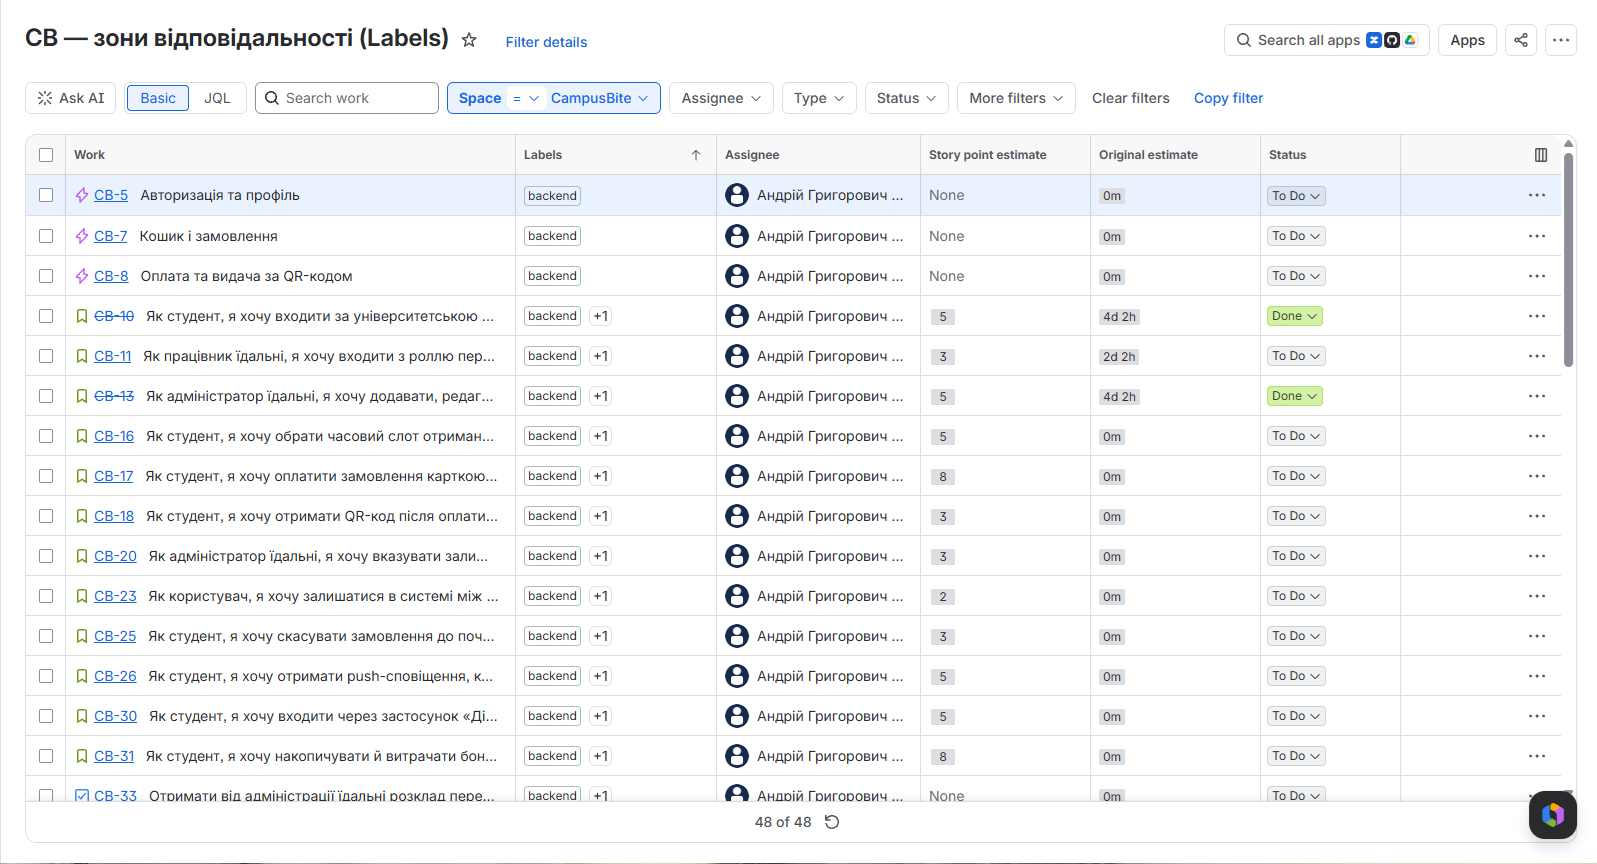 CB — зони відповідальності (Labels) Filter details Search all apps Apps
Ask AI Basic JQL Search work Space = CampusBite Assignee Type Status More filters Clear filters Copy filter
Work Labels Assignee Story point estimate Original estimate Status
CB-5 Авторизація та профіль backend Андрій Григорович ... None 0m To Do
CB-7 Кошик і замовлення backend Андрій Григорович ... None 0m To Do
CB-8 Оплата та видача за QR-кодом backend Андрій Григорович ... None 0m To Do
CB-10 Як студент, я хочу входити за університетською ... backend +1 Андрій Григорович ... 5 4d 2h Done
CB-11 Як працівник їдальні, я хочу входити з роллю пер... backend +1 Андрій Григорович ... 3 2d 2h To Do
CB-13 Як адміністратор їдальні, я хочу додавати, редаг... backend +1 Андрій Григорович ... 5 4d 2h Done
CB-16 Як студент, я хочу обрати часовий слот отриман... backend +1 Андрій Григорович ... 5 0m To Do
CB-17 Як студент, я хочу оплатити замовлення карткою... backend +1 Андрій Григорович ... 8 0m To Do
CB-18 Як студент, я хочу отримати QR-код після оплати... backend +1 Андрій Григорович ... 3 0m To Do
CB-20 Як адміністратор їдальні, я хочу вказувати зали... backend +1 Андрій Григорович ... 3 0m To Do
CB-23 Як користувач, я хочу залишатися в системі між ... backend +1 Андрій Григорович ... 2 0m To Do
CB-25 Як студент, я хочу скасувати замовлення до поч... backend +1 Андрій Григорович ... 3 0m To Do
CB-26 Як студент, я хочу отримати push-сповіщення, к... backend +1 Андрій Григорович ... 5 0m To Do
CB-30 Як студент, я хочу входити через застосунок «Ді... backend +1 Андрій Григорович ... 5 0m To Do
CB-31 Як студент, я хочу накопичувати й витрачати бон... backend +1 Андрій Григорович ... 8 0m To Do
CB-33 Отримати від адміністрації їдальні розклад пере... backend +1 Андрій Григорович ... None 0m To Do
48 of 48